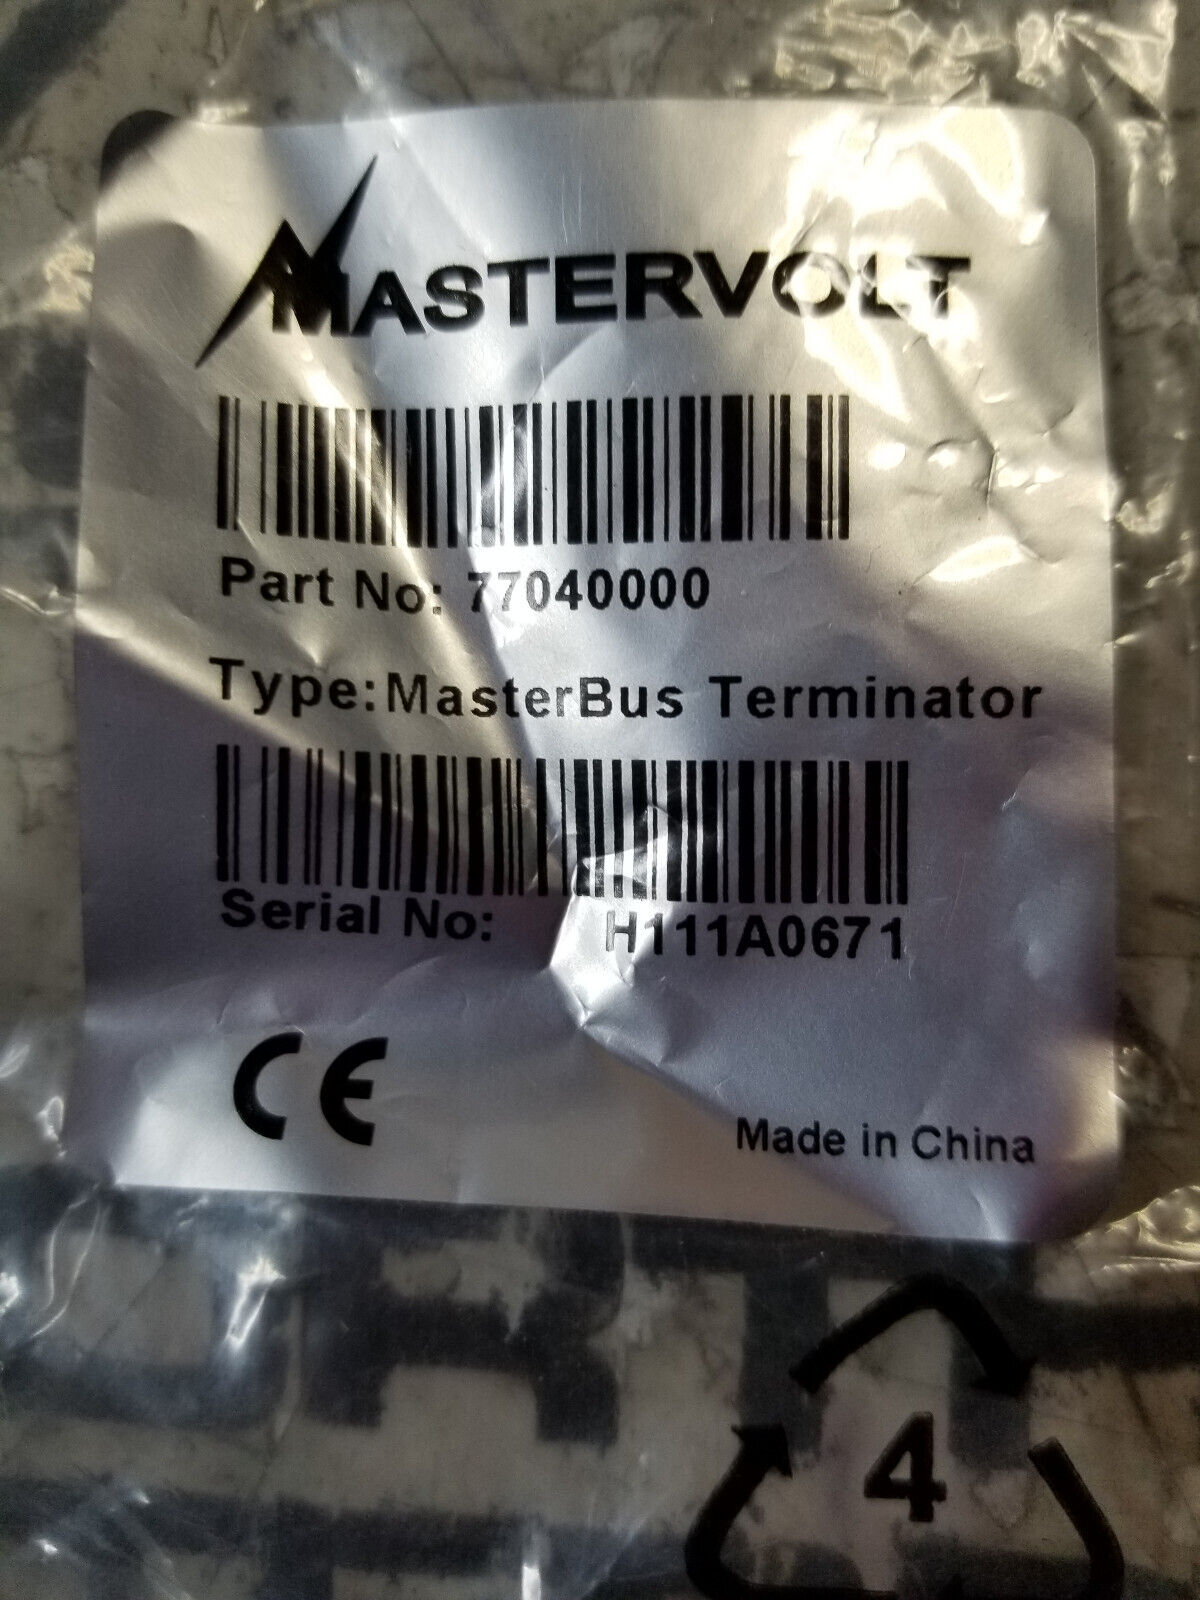 MASTERVOLT
Part No: 77040000
Type:MasterBus Terminator
Serial No: H111A0671
CE
Made in China
4